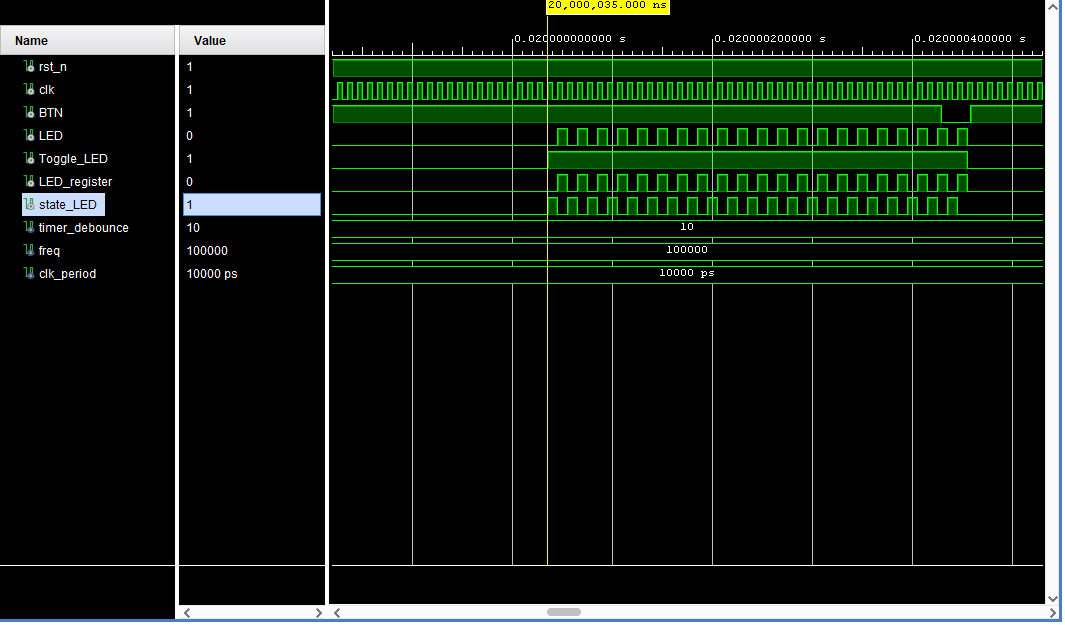 20,000,035.000 ns
Name Value
0.020000000000 s 0.020000200000 s 0.020000400000 s
rst_n 1
clk 1
BTN 1
LED 0
Toggle_LED 1
LED_register 0
state_LED 1
timer_debounce 10 10
freq 100000 100000
clk_period 10000 ps 10000 ps